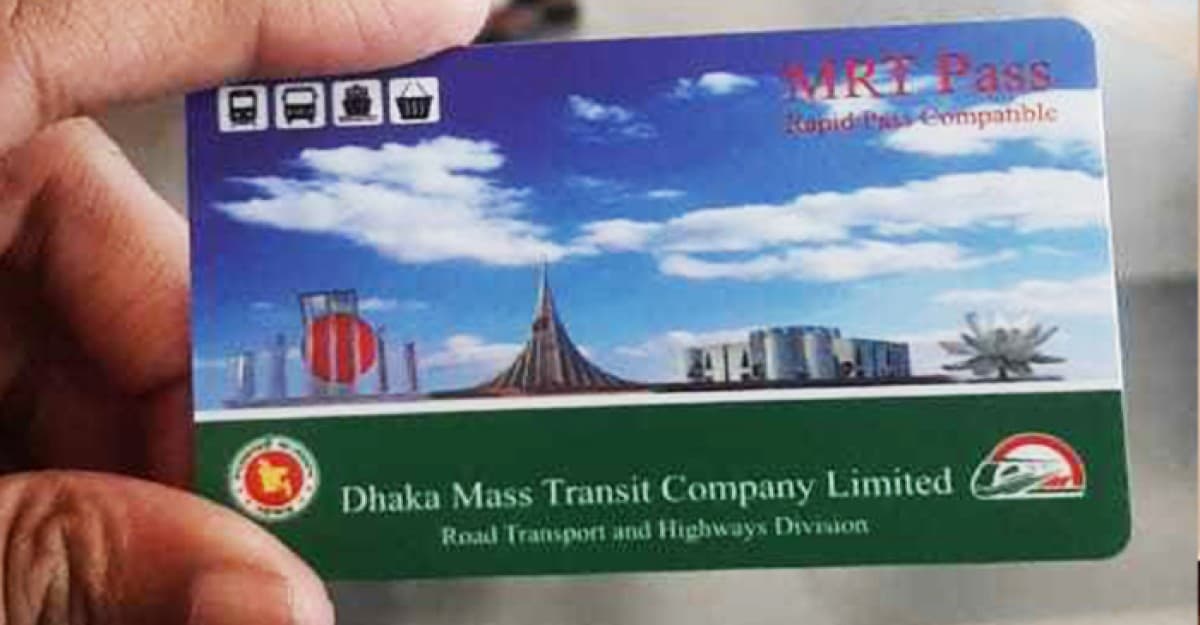 MRT Pass
Rapid Pass Compatible
Dhaka Mass Transit Company Limited
Road Transport and Highways Division